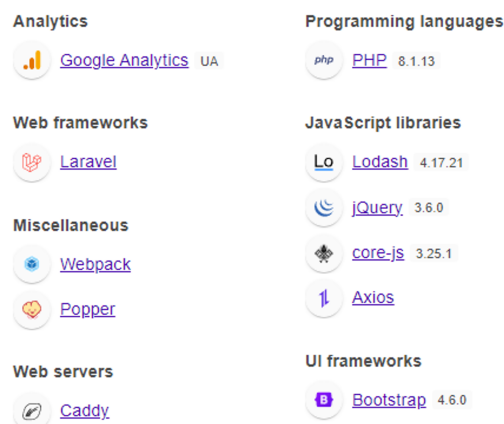 Analytics
Google Analytics UA
Web frameworks
Laravel
Miscellaneous
Webpack
Popper
Web servers
Caddy
Programming languages
php PHP 8.1.13
JavaScript libraries
Lo Lodash 4.17.21
jQuery 3.6.0
core-js 3.25.1
Axios
UI frameworks
B Bootstrap 4.6.0